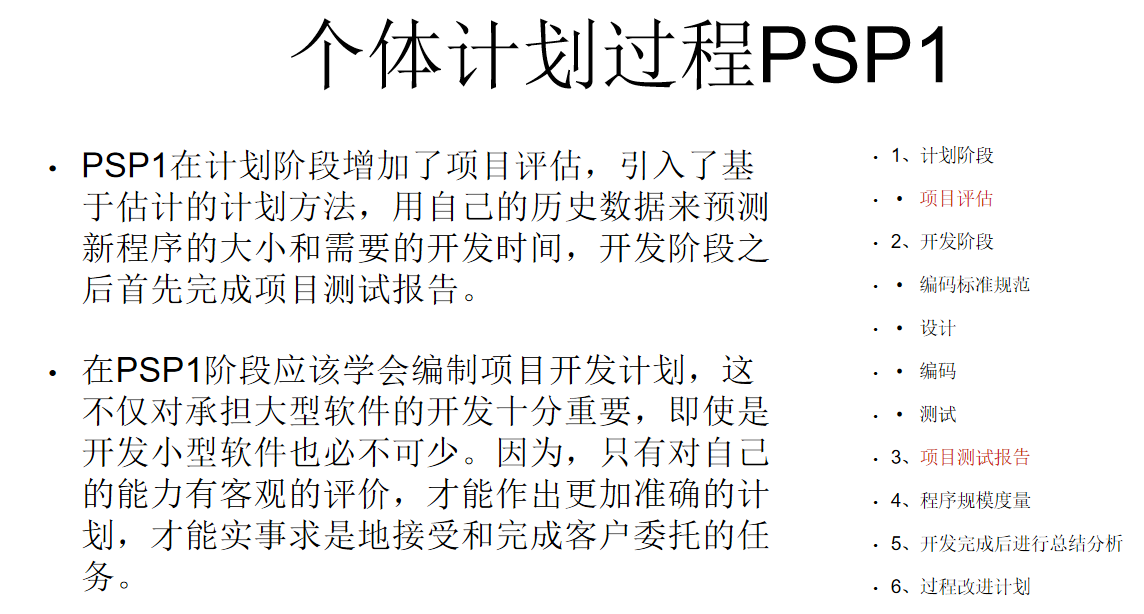 个体计划过程PSP1
• PSP1在计划阶段增加了项目评估，引入了基
于估计的计划方法，用自己的历史数据来预测
新程序的大小和需要的开发时间，开发阶段之
后首先完成项目测试报告。
• 在PSP1阶段应该学会编制项目开发计划，这
不仅对承担大型软件的开发十分重要，即使是
开发小型软件也必不可少。因为，只有对自己
的能力有客观的评价，才能作出更加准确的计
划，才能实事求是地接受和完成客户委托的任
务。
• 1、计划阶段
• • 项目评估
• 2、开发阶段
• • 编码标准规范
• • 设计
• • 编码
• • 测试
• 3、项目测试报告
• 4、程序规模度量
• 5、开发完成后进行总结分析
• 6、过程改进计划